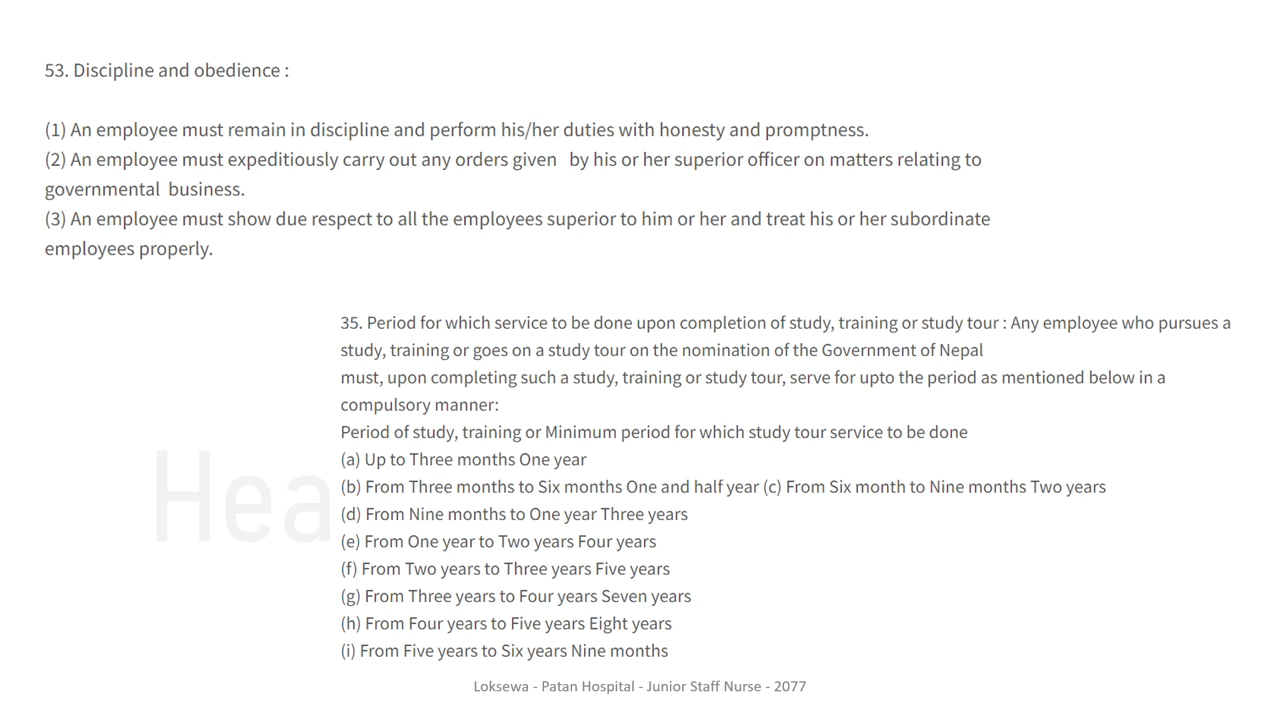 53. Discipline and obedience :
(1) An employee must remain in discipline and perform his/her duties with honesty and promptness.
(2) An employee must expeditiously carry out any orders given by his or her superior officer on matters relating to
governmental business.
(3) An employee must show due respect to all the employees superior to him or her and treat his or her subordinate
employees properly.
35. Period for which service to be done upon completion of study, training or study tour : Any employee who pursues a
study, training or goes on a study tour on the nomination of the Government of Nepal
must, upon completing such a study, training or study tour, serve for upto the period as mentioned below in a
compulsory manner:
Period of study, training or Minimum period for which study tour service to be done
(a) Up to Three months One year
(b) From Three months to Six months One and half year (c) From Six month to Nine months Two years
(d) From Nine months to One year Three years
(e) From One year to Two years Four years
(f) From Two years to Three years Five years
(g) From Three years to Four years Seven years
(h) From Four years to Five years Eight years
(i) From Five years to Six years Nine months
Hea
Loksewa - Patan Hospital - Junior Staff Nurse - 2077